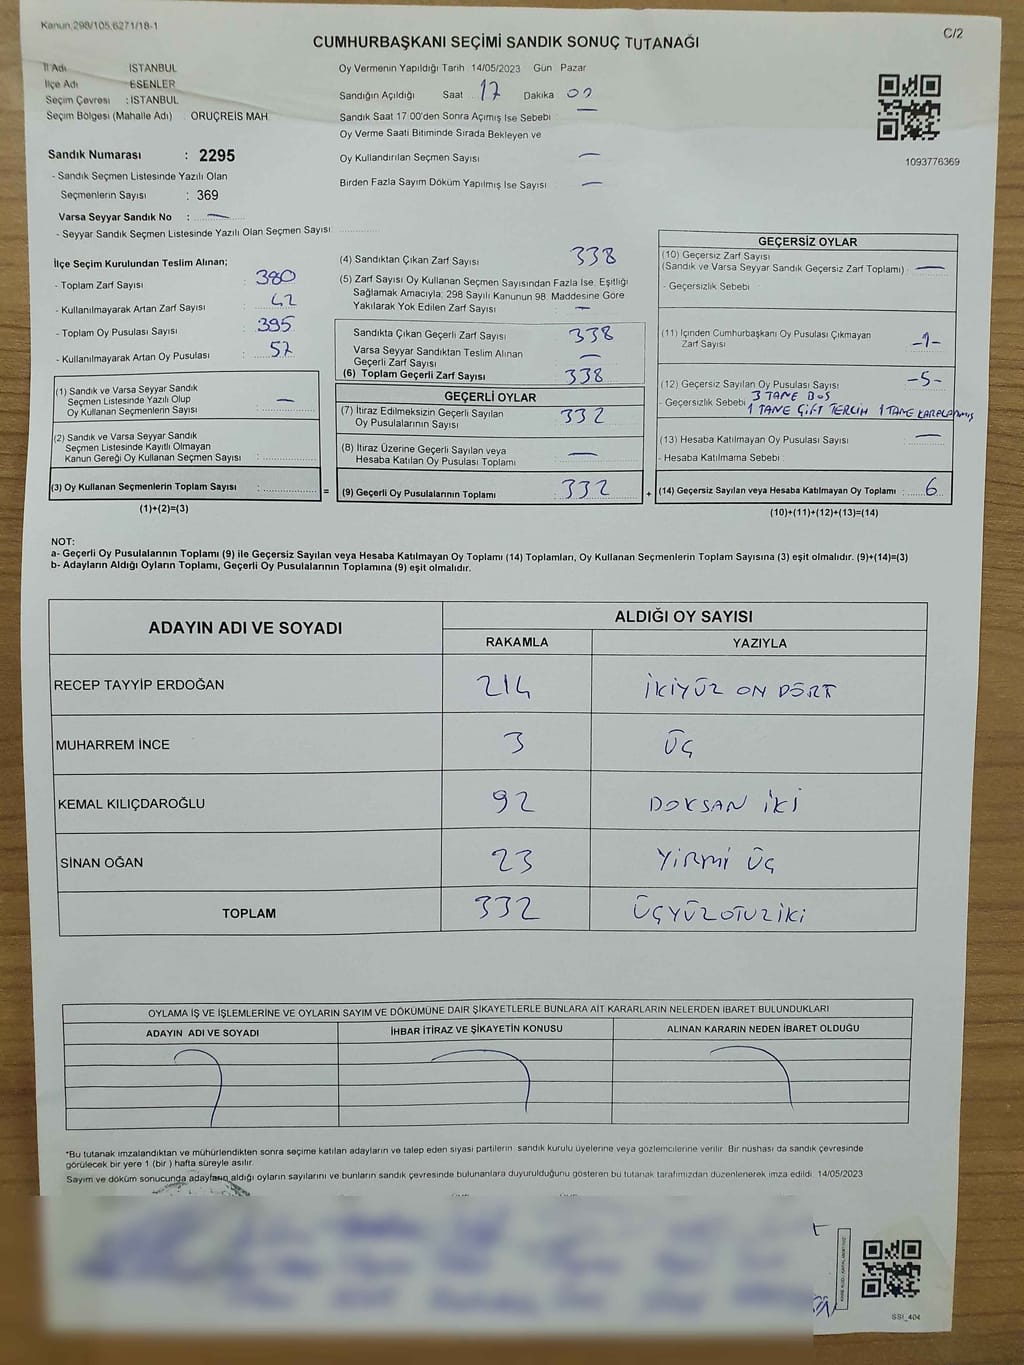 Kanun:298/105,6271/18-1
C/2
CUMHURBAŞKANI SEÇİMİ SANDIK SONUÇ TUTANAĞI
İl Adı İSTANBUL
İlçe Adı ESENLER
Seçim Çevresi : İSTANBUL
Seçim Bölgesi (Mahalle Adı) : ORUÇREİS MAH
Sandık Numarası : 2295
- Sandık Seçmen Listesinde Yazılı Olan
Seçmenlerin Sayısı : 369
Varsa Seyyar Sandık No : —
- Seyyar Sandık Seçmen Listesinde Yazılı Olan Seçmen Sayısı:
Oy Vermenin Yapıldığı Tarih 14/05/2023 Gün Pazar
Sandığın Açıldığı Saat 17 Dakika 00
Sandık Saat 17 00'den Sonra Açımış İse Sebebi —
Oy Verme Saati Bitiminde Sırada Bekleyen ve
Oy Kullandırılan Seçmen Sayısı —
Birden Fazla Sayım Döküm Yapılmış İse Sayısı —
1093776369
İlçe Seçim Kurulundan Teslim Alınan;
- Toplam Zarf Sayısı : 380
- Kullanılmayarak Artan Zarf Sayısı : 42
- Toplam Oy Pusulası Sayısı : 395
- Kullanılmayarak Artan Oy Pusulası : 57
(1) Sandık ve Varsa Seyyar Sandık
Seçmen Listesinde Yazılı Olup
Oy Kullanan Seçmenlerin Sayısı : —
(2) Sandık ve Varsa Seyyar Sandık
Seçmen Listesinde Kayıtlı Olmayan
Kanun Gereği Oy Kullanan Seçmen Sayısı :
(3) Oy Kullanan Seçmenlerin Toplam Sayısı :
(1)+(2)=(3)
=
(4) Sandıktan Çıkan Zarf Sayısı 338
(5) Zarf Sayısı Oy Kullanan Seçmen Sayısından Fazla İse, Eşitliği
Sağlamak Amacıyla; 298 Sayılı Kanunun 98. Maddesine Göre
Yakılarak Yok Edilen Zarf Sayısı : —
Sandıkta Çıkan Geçerli Zarf Sayısı : 338
Varsa Seyyar Sandıktan Teslim Alınan
Geçerli Zarf Sayısı : —
(6) Toplam Geçerli Zarf Sayısı : 338
GEÇERLİ OYLAR
(7) İtiraz Edilmeksizin Geçerli Sayılan
Oy Pusulalarının Sayısı : 332
(8) İtiraz Üzerine Geçerli Sayılan veya
Hesaba Katılan Oy Pusulası Toplamı : —
(9) Geçerli Oy Pusulalarının Toplamı : 332
+
GEÇERSİZ OYLAR
(10) Geçersiz Zarf Sayısı
(Sandık ve Varsa Seyyar Sandık Geçersiz Zarf Toplamı) : —
- Geçersizlik Sebebi :
(11) İçinden Cumhurbaşkanı Oy Pusulası Çıkmayan
Zarf Sayısı : -1-
(12) Geçersiz Sayılan Oy Pusulası Sayısı : -5-
- Geçersizlik Sebebi : 3 TANE BOŞ
1 TANE ÇİFT TERCİH 1 TANE KARALANMIŞ
(13) Hesaba Katılmayan Oy Pusulası Sayısı : —
- Hesaba Katılmama Sebebi :
(14) Geçersiz Sayılan veya Hesaba Katılmayan Oy Toplamı : 6
(10)+(11)+(12)+(13)=(14)
NOT:
a- Geçerli Oy Pusulalarının Toplamı (9) ile Geçersiz Sayılan veya Hesaba Katılmayan Oy Toplamı (14) Toplamları, Oy Kullanan Seçmenlerin Toplam Sayısına (3) eşit olmalıdır. (9)+(14)=(3)
b- Adayların Aldığı Oyların Toplamı, Geçerli Oy Pusulalarının Toplamına (9) eşit olmalıdır.
ADAYIN ADI VE SOYADI ALDIĞI OY SAYISI
RAKAMLA YAZIYLA
RECEP TAYYİP ERDOĞAN 214 İKİYÜZ ON DÖRT
MUHARREM İNCE 3 ÜÇ
KEMAL KILIÇDAROĞLU 92 DOKSAN İKİ
SİNAN OĞAN 23 YİRMİ ÜÇ
TOPLAM 332 ÜÇYÜZOTUZİKİ
OYLAMA İŞ VE İŞLEMLERİNE VE OYLARIN SAYIM VE DÖKÜMÜNE DAİR ŞİKAYETLERLE BUNLARA AİT KARARLARIN NELERDEN İBARET BULUNDUKLARI
ADAYIN ADI VE SOYADI İHBAR İTİRAZ VE ŞİKAYETİN KONUSU ALINAN KARARIN NEDEN İBARET OLDUĞU
*Bu tutanak imzalandıktan ve mühürlendikten sonra seçime katılan adayların ve talep eden siyasi partilerin sandık kurulu üyelerine veya gözlemcilerine verilir. Bir nushası da sandık çevresinde
görülecek bir yere 1 (bir ) hafta süreyle asılır.
Sayım ve döküm sonucunda adayların aldığı oyların sayılarını ve bunların sandık çevresinde bulunanlara duyurulduğunu gösteren bu tutanak tarafımızdan düzenlenerek imza edildi. 14/05/2023
SSİ_404